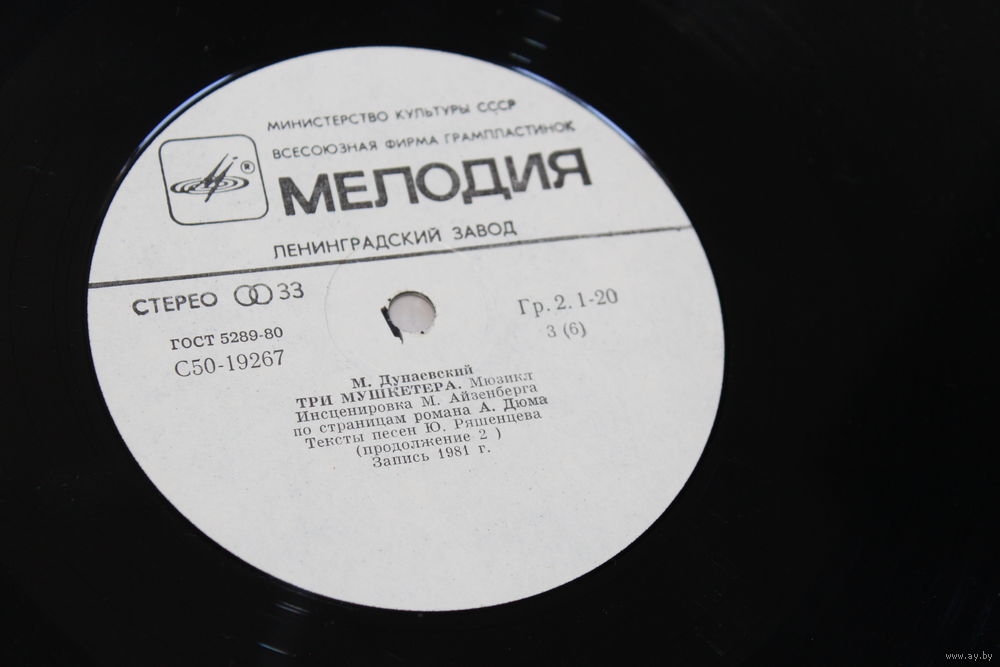 МИНИСТЕРСТВО КУЛЬТУРЫ СССР
ВСЕСОЮЗНАЯ ФИРМА ГРАМПЛАСТИНОК
®
МЕЛОДИЯ
ЛЕНИНГРАДСКИЙ ЗАВОД
СТЕРЕО 33
Гр. 2. 1-20
ГОСТ 5289-80
3 (6)
С50-19267
М. Дунаевский
ТРИ МУШКЕТЕРА. Мюзикл
Инсценировка М. Айзенберга
по страницам романа А. Дюма
Тексты песен Ю. Ряшенцева
(продолжение 2 )
Запись 1981 г.
www.ay.by